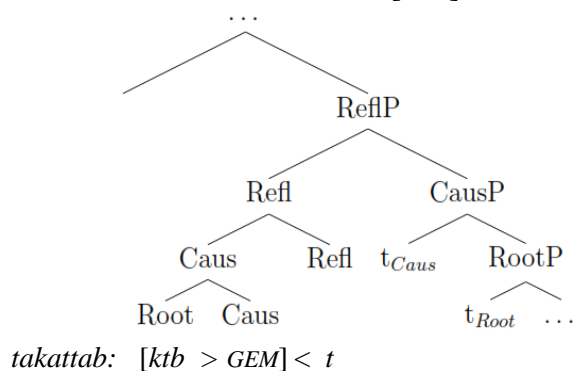 ...
ReflP
Refl CausP
Caus Refl t_Caus RootP
Root Caus t_Root ...
takattab: [ktb > GEM] < t